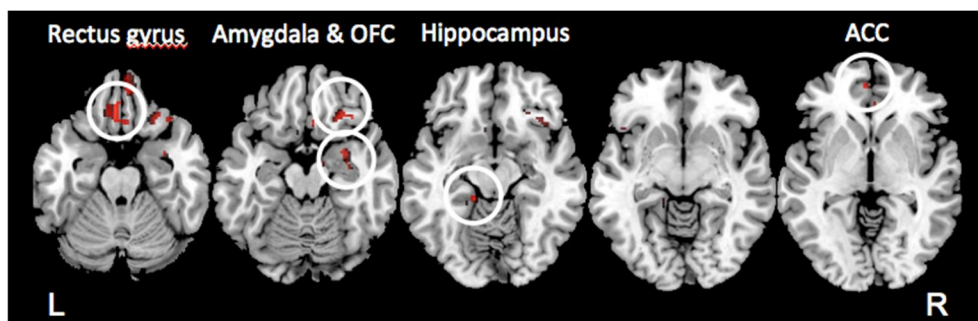 Rectus gyrus
Amygdala & OFC
Hippocampus
ACC
L
R